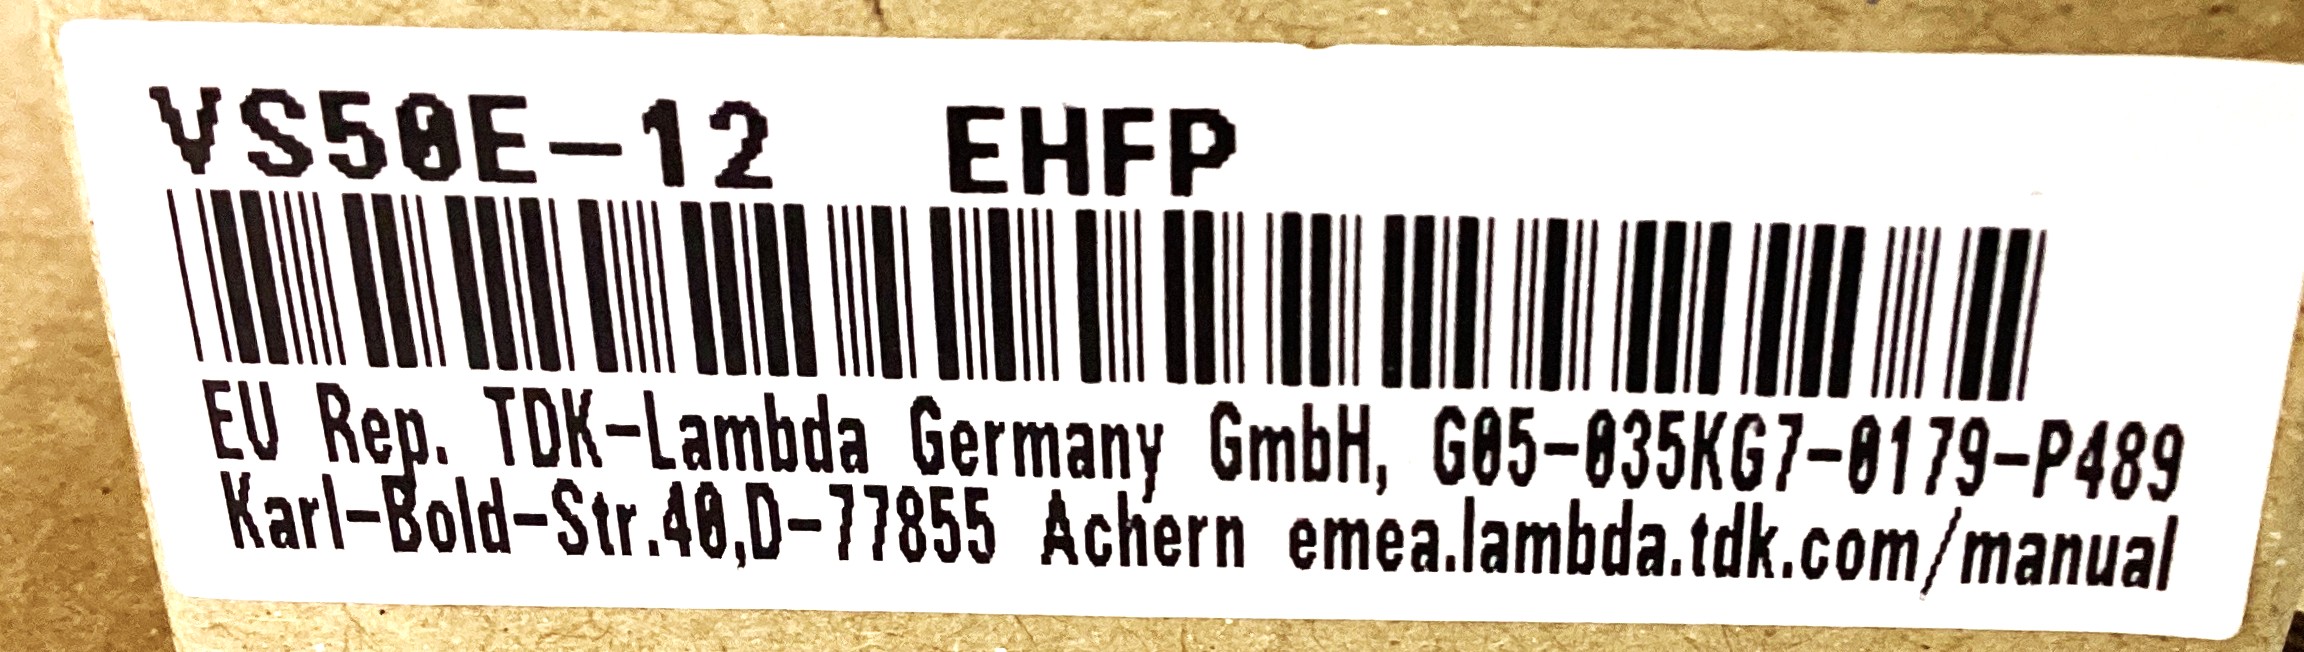 VS50E-12 EHFP
EU Rep. TDK-Lambda Germany GmbH, G05-035KG7-0179-P489
Karl-Bold-Str.40,D-77855 Achern emea.lambda.tdk.com/manual